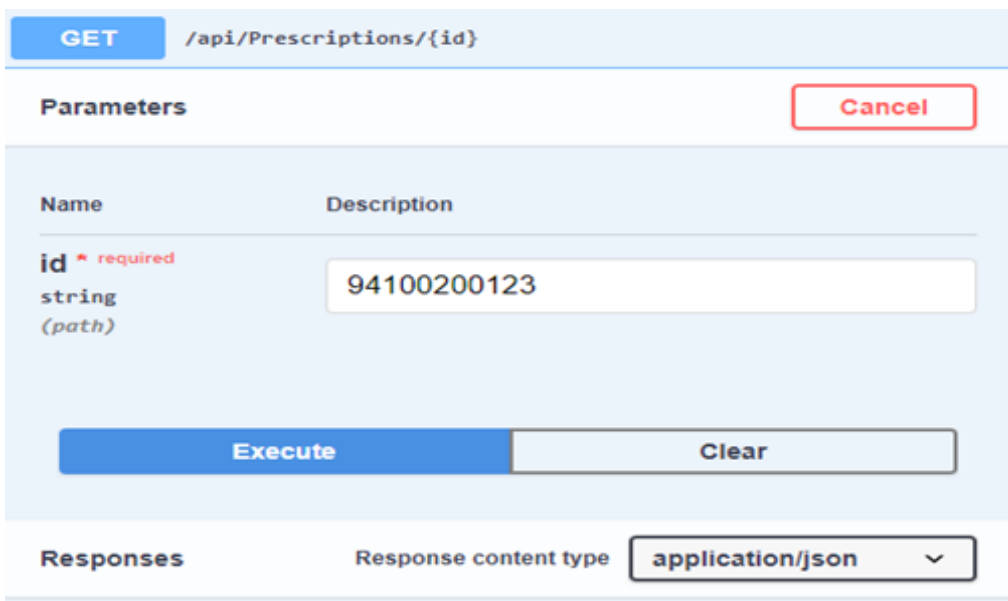 GET /api/Prescriptions/{id}
Parameters Cancel
Name Description
id * required
94100200123
string
(path)
Execute Clear
Responses Response content type application/json